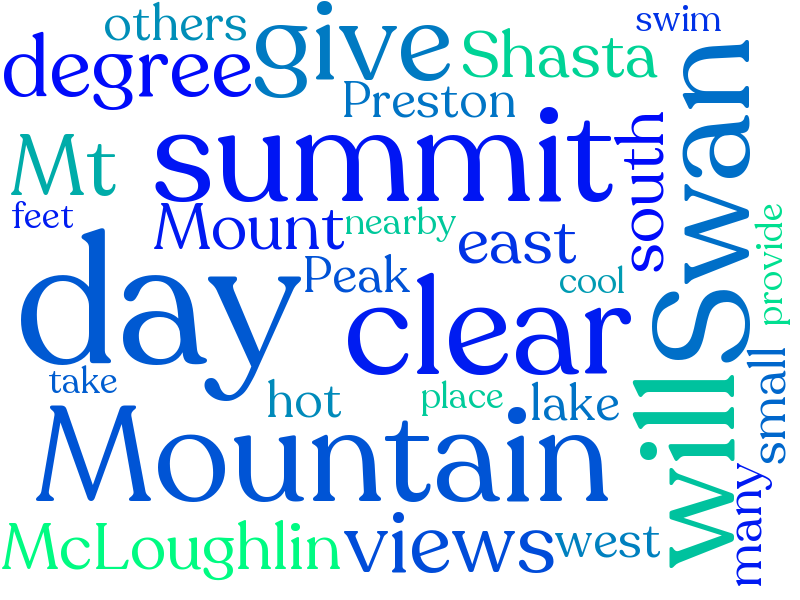 others
give
swim
degree
Shasta
Swan
Preston
summit
south
Mt
feet
Mount
nearby
east
provide
day
Peak
cool
clear
will
small
take
hot
place
lake
Mountain
many
McLoughlin
views
west